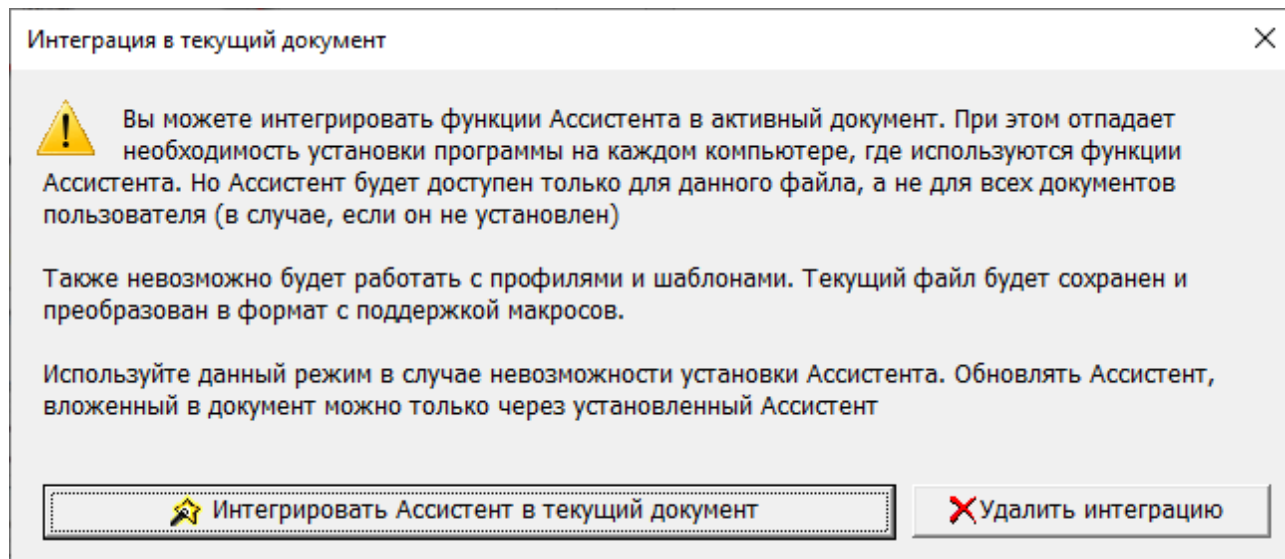 Интеграция в текущий документ
Вы можете интегрировать функции Ассистента в активный документ. При этом отпадает
необходимость установки программы на каждом компьютере, где используются функции
Ассистента. Но Ассистент будет доступен только для данного файла, а не для всех документов
пользователя (в случае, если он не установлен)
Также невозможно будет работать с профилями и шаблонами. Текущий файл будет сохранен и
преобразован в формат с поддержкой макросов.
Используйте данный режим в случае невозможности установки Ассистента. Обновлять Ассистент,
вложенный в документ можно только через установленный Ассистент
Интегрировать Ассистент в текущий документ
Удалить интеграцию